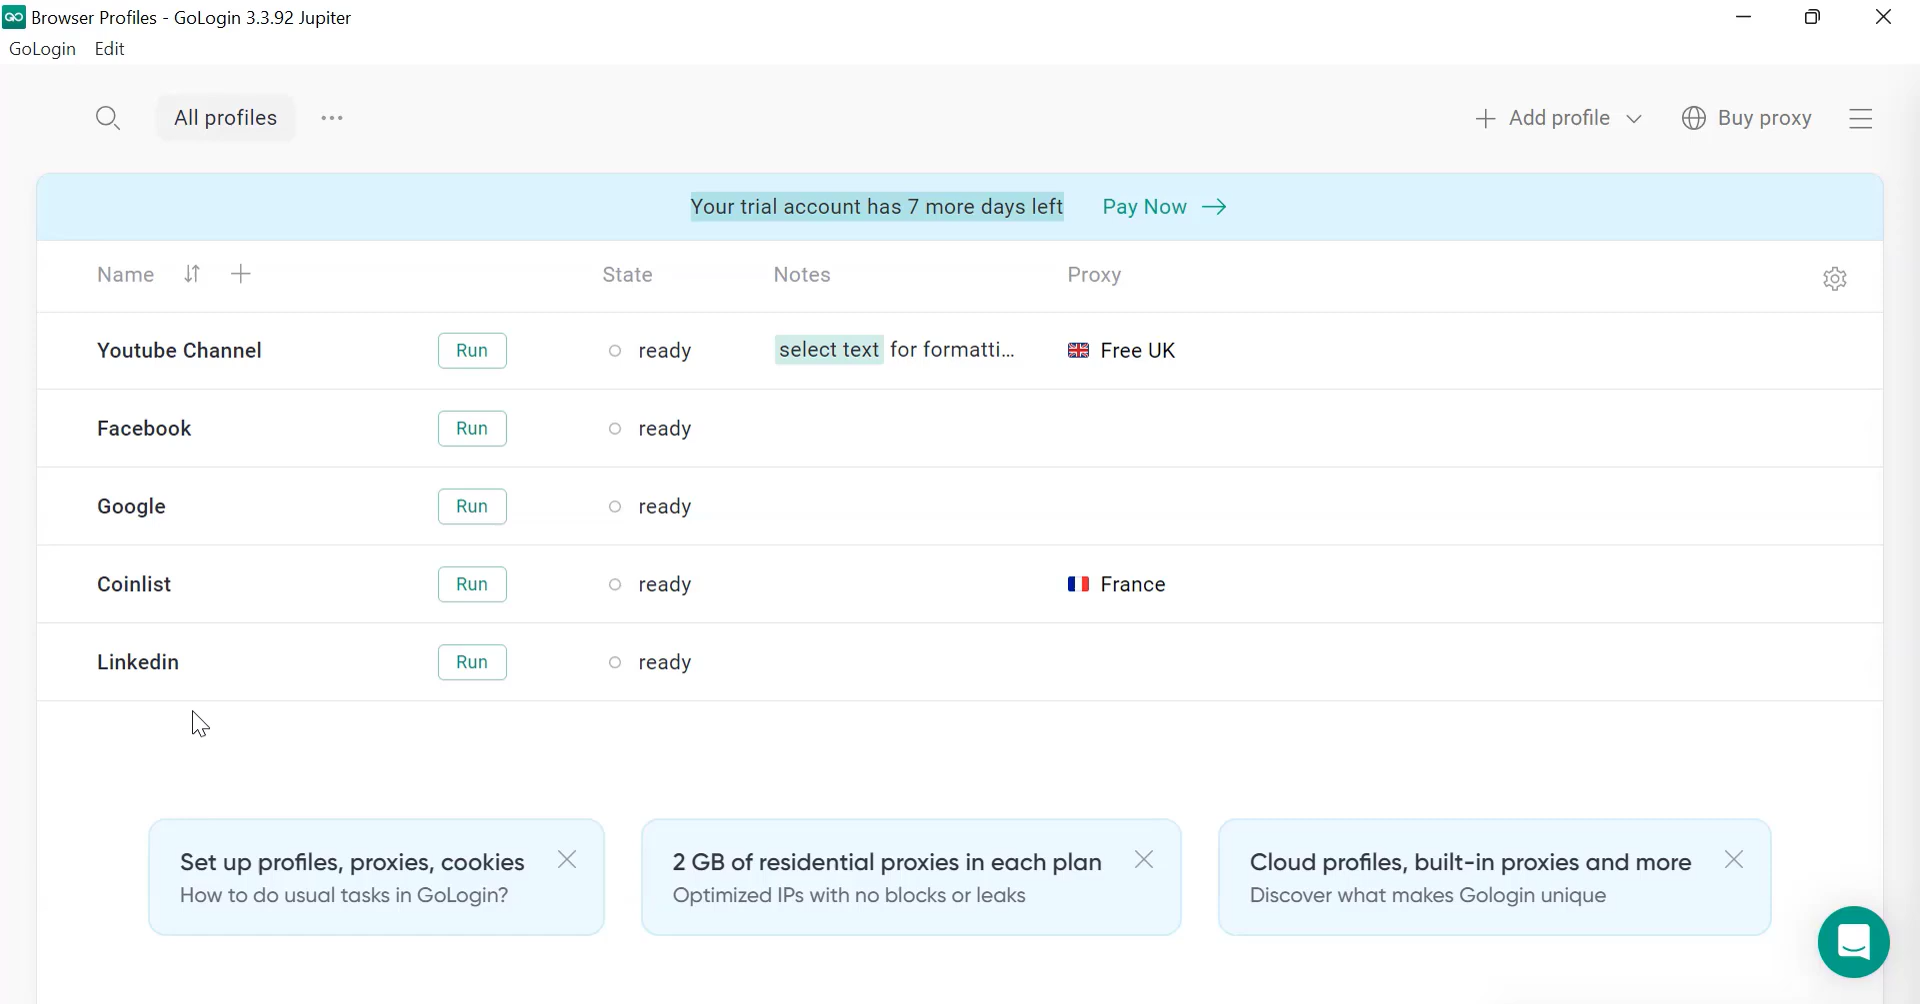 Browser Profiles - GoLogin 3.3.92 Jupiter
GoLogin Edit
All profiles ··· Add profile Buy proxy
Your trial account has 7 more days left Pay Now →
Name State Notes Proxy
Youtube Channel Run ready select text for formatti... Free UK
Facebook Run ready
Google Run ready
Coinlist Run ready France
Linkedin Run ready
Set up profiles, proxies, cookies
How to do usual tasks in GoLogin?
2 GB of residential proxies in each plan
Optimized IPs with no blocks or leaks
Cloud profiles, built-in proxies and more
Discover what makes Gologin unique